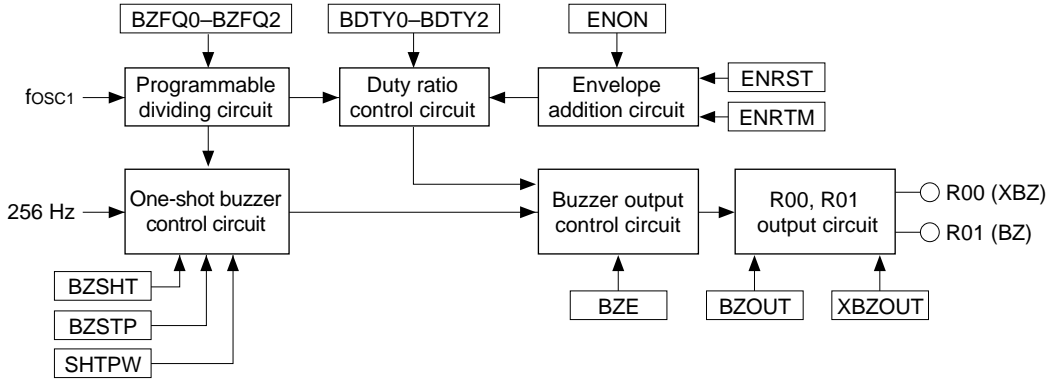 BZFQ0–BZFQ2
BDTY0–BDTY2
ENON
fOSC1
Programmable
dividing circuit
Duty ratio
control circuit
Envelope
addition circuit
ENRST
ENRTM
256 Hz
One-shot buzzer
control circuit
Buzzer output
control circuit
R00, R01
output circuit
R00 (XBZ)
R01 (BZ)
BZSHT
BZSTP
SHTPW
BZE
BZOUT
XBZOUT